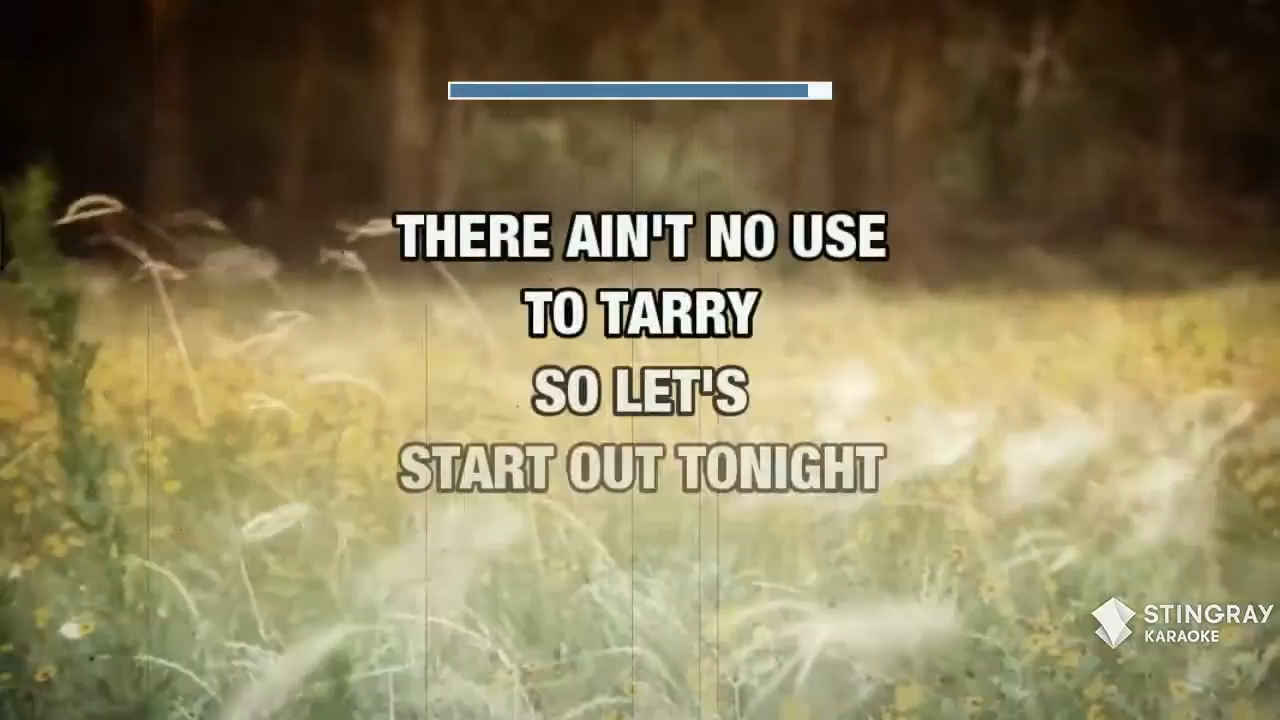 THERE AIN'T NO USE
TO TARRY
SO LET'S
START OUT TONIGHT
STINGRAY
KARAOKE